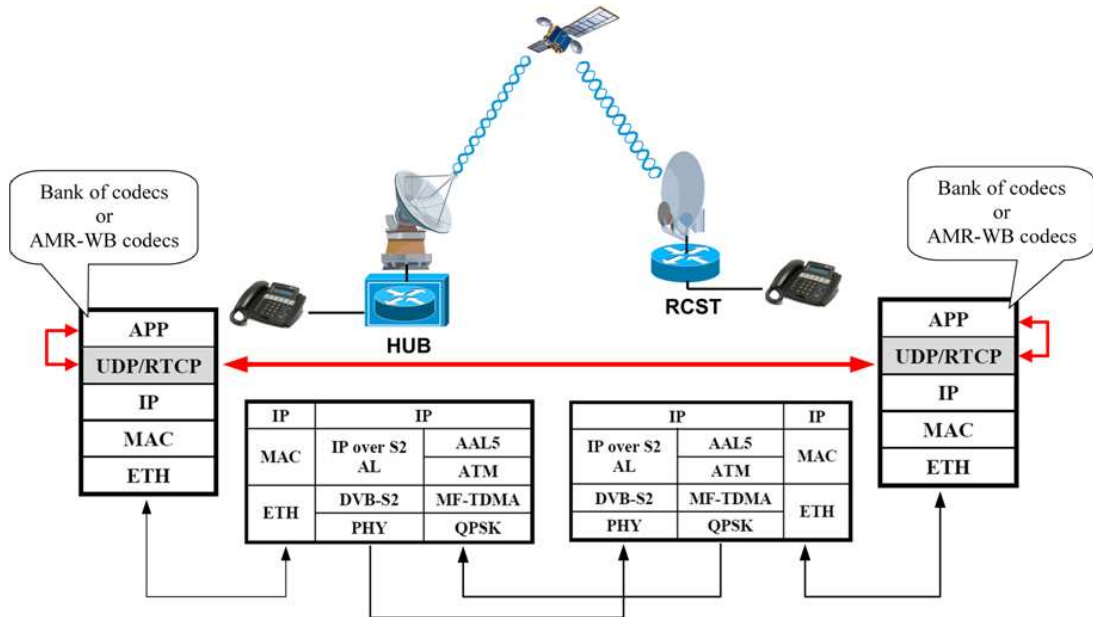 Bank of codecs
or
AMR-WB codecs
Bank of codecs
or
AMR-WB codecs
HUB
RCST
APP
UDP/RTCP
IP
MAC
ETH
APP
UDP/RTCP
IP
MAC
ETH
IP
IP
MAC
IP over S2
AL
AAL5
ATM
ETH
DVB-S2
MF-TDMA
PHY
QPSK
IP
IP
IP over S2
AL
AAL5
ATM
MAC
DVB-S2
MF-TDMA
ETH
PHY
QPSK